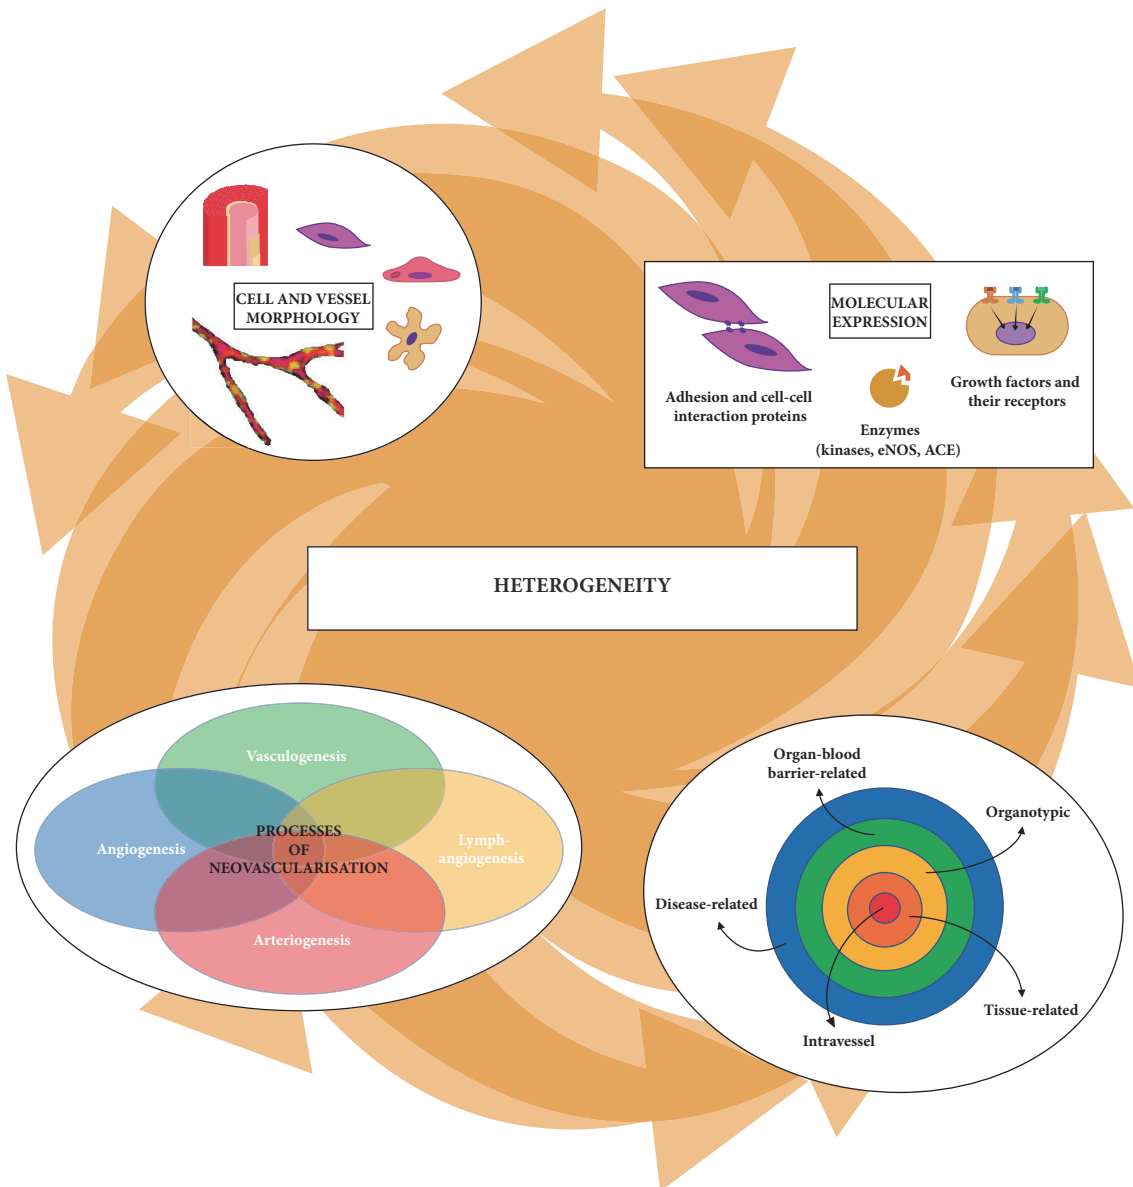 CELL AND VESSEL
MORPHOLOGY
MOLECULAR
EXPRESSION
Adhesion and cell-cell
interaction proteins
Enzymes
(kinases, eNOS, ACE)
Growth factors and
their receptors
HETEROGENEITY
Vasculogenesis
Angiogenesis
PROCESSES
OF
NEOVASCULARISATION
Lymph-
angiogenesis
Arteriogenesis
Organ-blood
barrier-related
Organotypic
Disease-related
Tissue-related
Intravessel